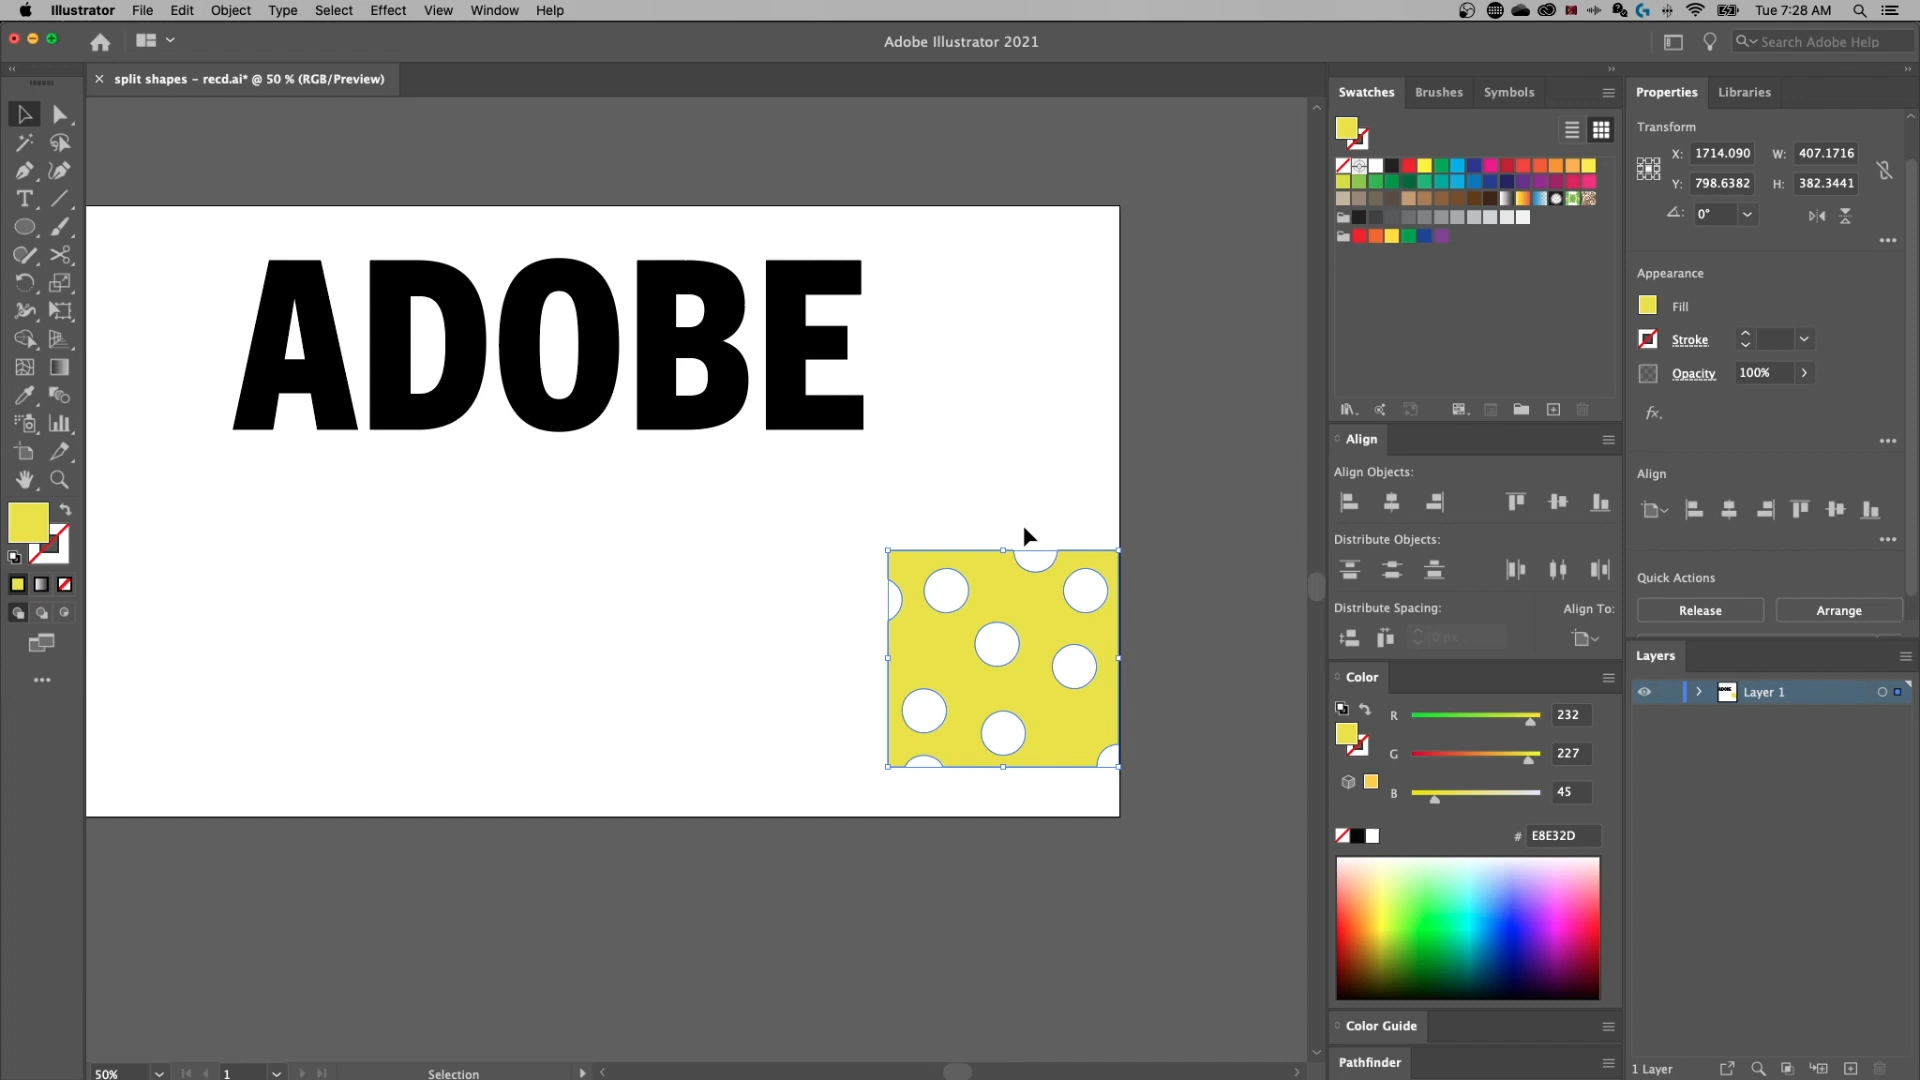 Illustrator File Edit Object Type Select Effect View Window Help
Tue 7:28 AM
Adobe Illustrator 2021
Search Adobe Help
split shapes – recd.ai* @ 50 % (RGB/Preview)
ADOBE
50%
1
Selection
Swatches Brushes Symbols
Align
Align Objects:
Distribute Objects:
Distribute Spacing:
Align To:
0 px
Color
R 232
G 227
B 45
# E8E32D
Color Guide
Pathfinder
Properties Libraries
Transform
X: 1714.090 W: 407.1716
Y: 798.6382 H: 382.3441
0°
Appearance
Fill
Stroke
Opacity 100%
fx.
Align
Quick Actions
Release Arrange
Layers
Layer 1
1 Layer